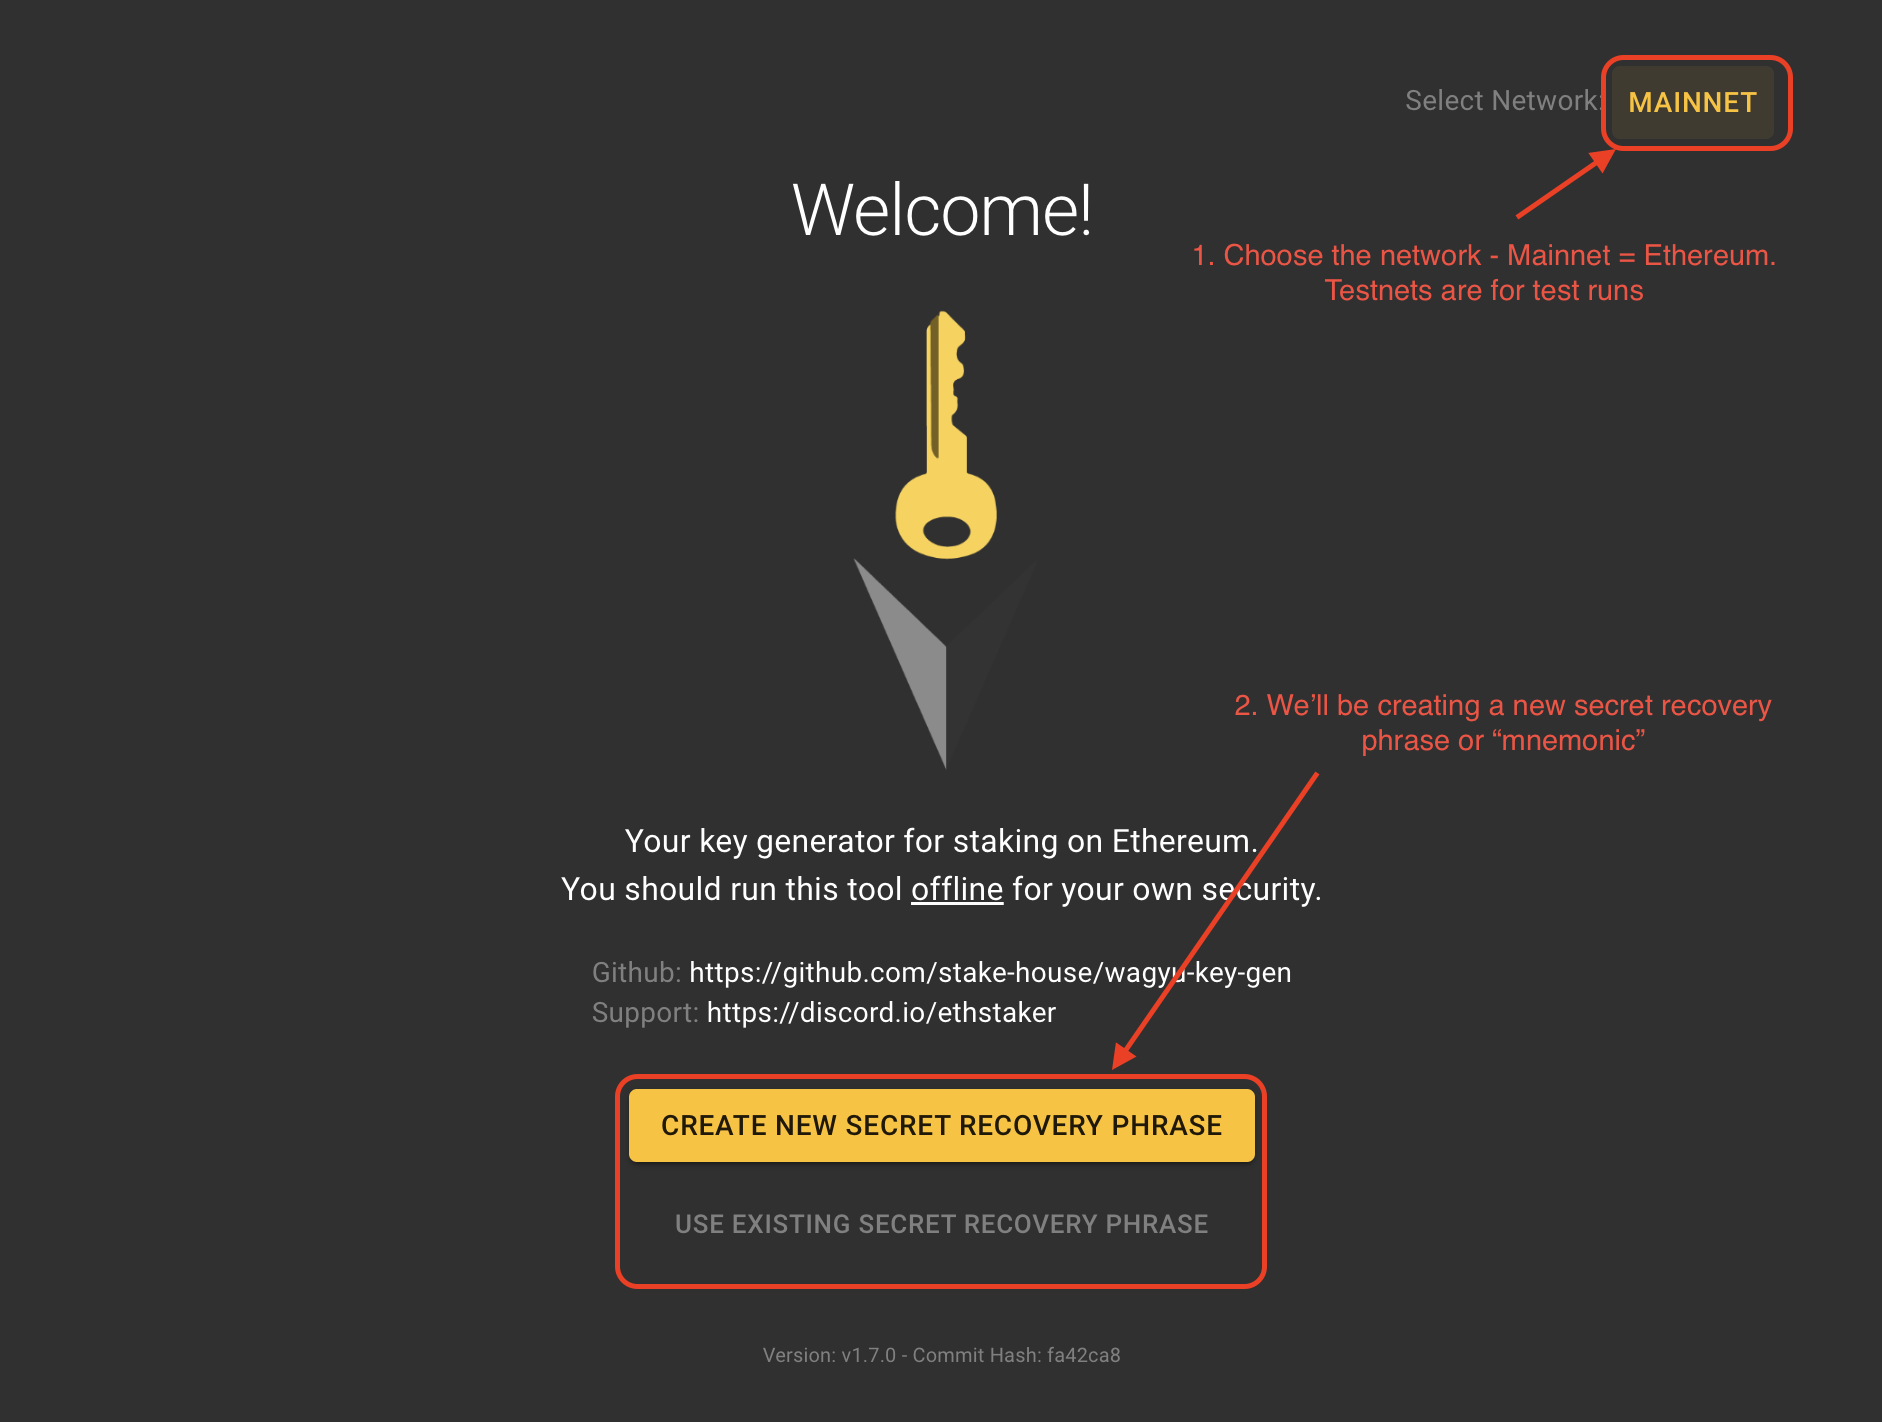 Select Network: MAINNET
Welcome!
1. Choose the network - Mainnet = Ethereum.
Testnets are for test runs
2. We’ll be creating a new secret recovery
phrase or “mnemonic”
Your key generator for staking on Ethereum.
You should run this tool offline for your own security.
Github: https://github.com/stake-house/wagyu-key-gen
Support: https://discord.io/ethstaker
CREATE NEW SECRET RECOVERY PHRASE
USE EXISTING SECRET RECOVERY PHRASE
Version: v1.7.0 - Commit Hash: fa42ca8